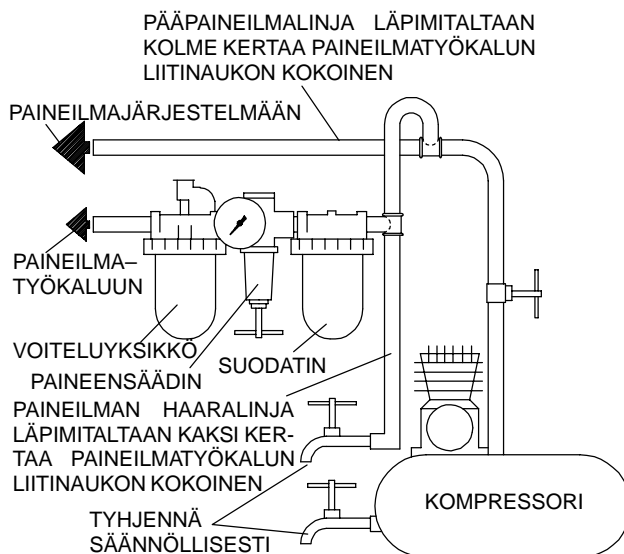 PÄÄPAINEILMALINJA LÄPIMITALTAAN
KOLME KERTAA PAINEILMATYÖKALUN
LIITINAUKON KOKOINEN
PAINEILMAJÄRJESTELMÄÄN
PAINEILMA–
TYÖKALUUN
VOITELUYKSIKKÖ
SUODATIN
PAINEENSÄÄDIN
PAINEILMAN HAARALINJA
LÄPIMITALTAAN KAKSI KER-
TAA PAINEILMATYÖKALUN
LIITINAUKON KOKOINEN
KOMPRESSORI
TYHJENNÄ
SÄÄNNÖLLISESTI